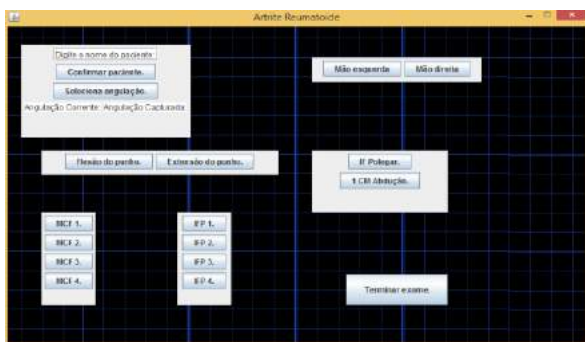 Artrite Reumatoide
Digite o nome do paciente:
Confirmar paciente.
Seleciona angulação.
Angulação Corrente: Angulação Capturada:
Mão esquerda Mão direita
Flexão do punho. Extensão do punho.
IF Polegar.
1 CM Abdução.
MCF 1. IFP 1.
MCF 2. IFP 2.
MCF 3. IFP 3.
MCF 4. IFP 4.
Terminar exame.